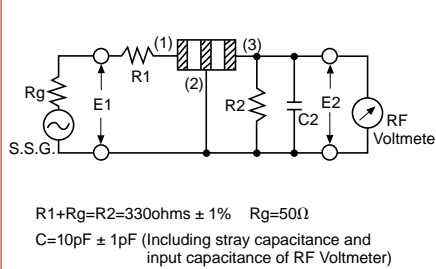 (1)
(3)
R1
(2)
Rg
E1
R2
C2
E2
RF
Voltmete
S.S.G.
R1+Rg=R2=330ohms ± 1% Rg=50Ω
C=10pF ± 1pF (Including stray capacitance and
input capacitance of RF Voltmeter)